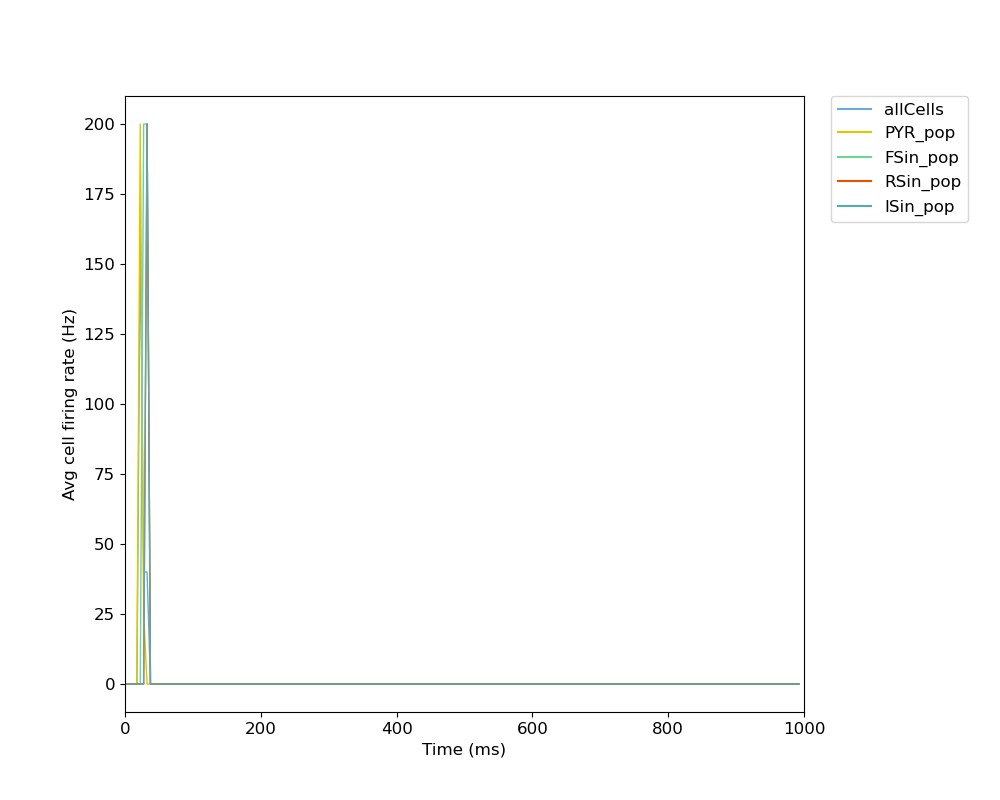 allCells
PYR_pop
FSin_pop
RSin_pop
ISin_pop
200
175
150
125
100
75
50
25
0
Avg cell firing rate (Hz)
0 200 400 600 800 1000
Time (ms)